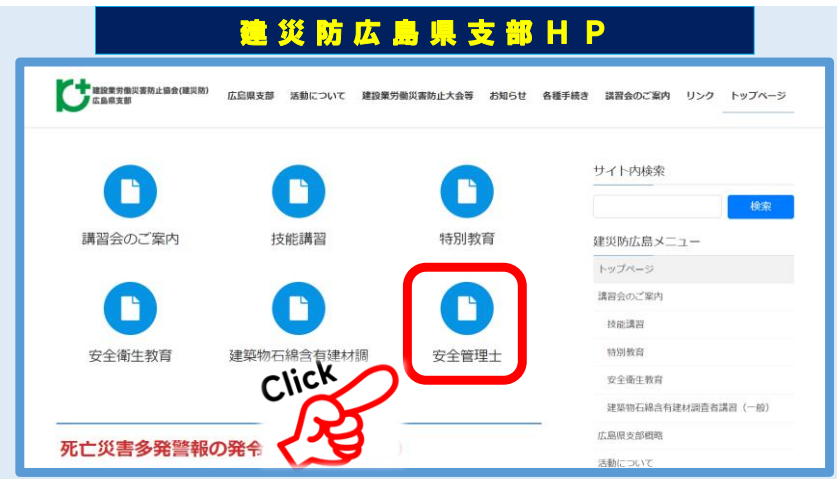 建災防広島県支部HP
建設業労働災害防止協会(建災防)
広島県支部
広島県支部 活動について 建設業労働災害防止大会等 お知らせ 各種手続き 講習会のご案内 リンク トップページ
講習会のご案内
技能講習
特別教育
安全衛生教育
建築物石綿含有建材調
安全管理士
Click
死亡災害多発警報の発令
サイト内検索
検索
建災防広島メニュー
トップページ
講習会のご案内
技能講習
特別教育
安全衛生教育
建築物石綿含有建材調査者講習（一般）
広島県支部概略
活動について